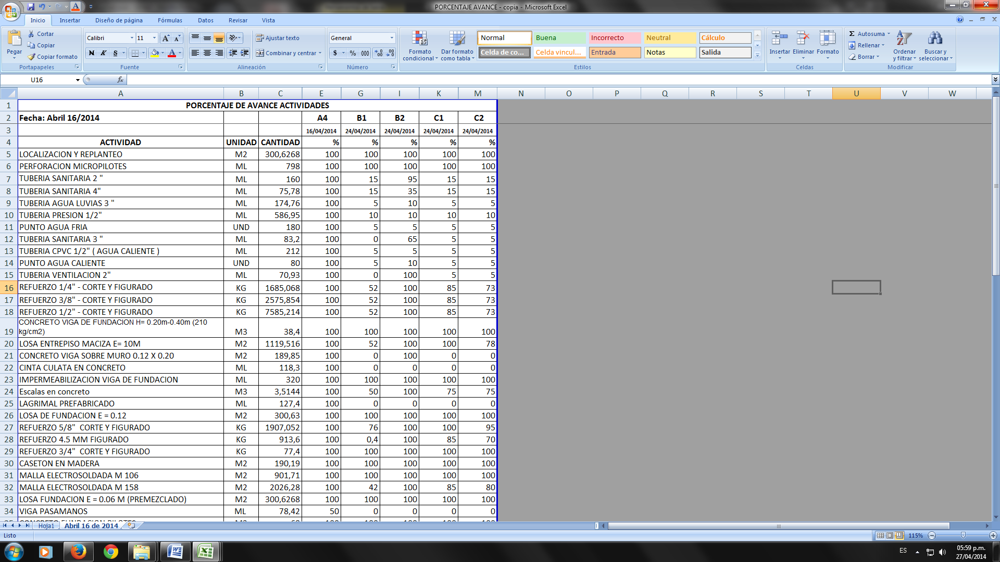 PORCENTAJE AVANCE - copia - Microsoft Excel
Inicio Insertar Diseño de página Fórmulas Datos Revisar Vista
Pegar Cortar Copiar Copiar formato Portapapeles
Calibri 11 N K S Fuente
Ajustar texto Combinar y centrar Alineación
General $ % 000 Número
Formato condicional Dar formato como tabla
Normal Buena Incorrecto Neutral Cálculo
Celda de co... Celda vincul... Entrada Notas Salida
Estilos
Insertar Eliminar Formato Celdas
Autosuma Rellenar Borrar Ordenar y filtrar Buscar y seleccionar Modificar
U16 fx
A B C E G I K M N O P Q R S T U V W
1 PORCENTAJE DE AVANCE ACTIVIDADES
2 Fecha: Abril 16/2014 A4 B1 B2 C1 C2
3 16/04/2014 24/04/2014 24/04/2014 24/04/2014 24/04/2014
4 ACTIVIDAD UNIDAD CANTIDAD % % % % %
5 LOCALIZACION Y REPLANTEO M2 300,6268 100 100 100 100 100
6 PERFORACION MICROPILOTES ML 798 100 100 100 100 100
7 TUBERIA SANITARIA 2 " ML 160 100 15 95 15 15
8 TUBERIA SANITARIA 4" ML 75,78 100 15 35 15 15
9 TUBERIA AGUA LUVIAS 3 " ML 174,76 100 5 10 5 5
10 TUBERIA PRESION 1/2" ML 586,95 100 10 10 10 10
11 PUNTO AGUA FRIA UND 180 100 5 5 5 5
12 TUBERIA SANITARIA 3 " ML 83,2 100 0 65 5 5
13 TUBERIA CPVC 1/2" ( AGUA CALIENTE ) ML 212 100 5 5 5 5
14 PUNTO AGUA CALIENTE UND 80 100 5 10 5 5
15 TUBERIA VENTILACION 2" ML 70,93 100 0 100 5 5
16 REFUERZO 1/4" - CORTE Y FIGURADO KG 1685,068 100 52 100 85 73
17 REFUERZO 3/8" - CORTE Y FIGURADO KG 2575,854 100 52 100 85 73
18 REFUERZO 1/2" - CORTE Y FIGURADO KG 7585,214 100 52 100 85 73
CONCRETO VIGA DE FUNDACION H= 0.20m-0.40m (210
19 kg/cm2) M3 38,4 100 100 100 100 100
20 LOSA ENTREPISO MACIZA E= 10M M2 1119,516 100 52 100 100 78
21 CONCRETO VIGA SOBRE MURO 0.12 X 0.20 M2 189,85 100 0 100 0 0
22 CINTA CULATA EN CONCRETO ML 118,3 100 0 0 0 0
23 IMPERMEABILIZACION VIGA DE FUNDACION ML 320 100 100 100 100 100
24 Escalas en concreto M3 3,5144 100 50 100 75 75
25 LAGRIMAL PREFABRICADO ML 127,4 100 0 0 0 0
26 LOSA DE FUNDACION E = 0.12 M2 300,63 100 100 100 100 100
27 REFUERZO 5/8" CORTE Y FIGURADO KG 1907,052 100 76 100 100 95
28 REFUERZO 4.5 MM FIGURADO KG 913,6 100 0,4 100 85 70
29 REFUERZO 3/4" CORTE Y FIGURADO KG 77,4 100 100 100 100 100
30 CASETON EN MADERA M2 190,19 100 100 100 100 100
31 MALLA ELECTROSOLDADA M 106 M2 901,71 100 100 100 100 100
32 MALLA ELECTROSOLDADA M 158 M2 2026,28 100 42 100 85 80
33 LOSA FUNDACION E = 0.06 M (PREMEZCLADO) M2 300,6268 100 100 100 100 100
34 VIGA PASAMANOS ML 78,42 50 0 0 0 0
Hoja1 Abril 16 de 2014
Listo 115%
ES 05:59 p.m.
27/04/2014